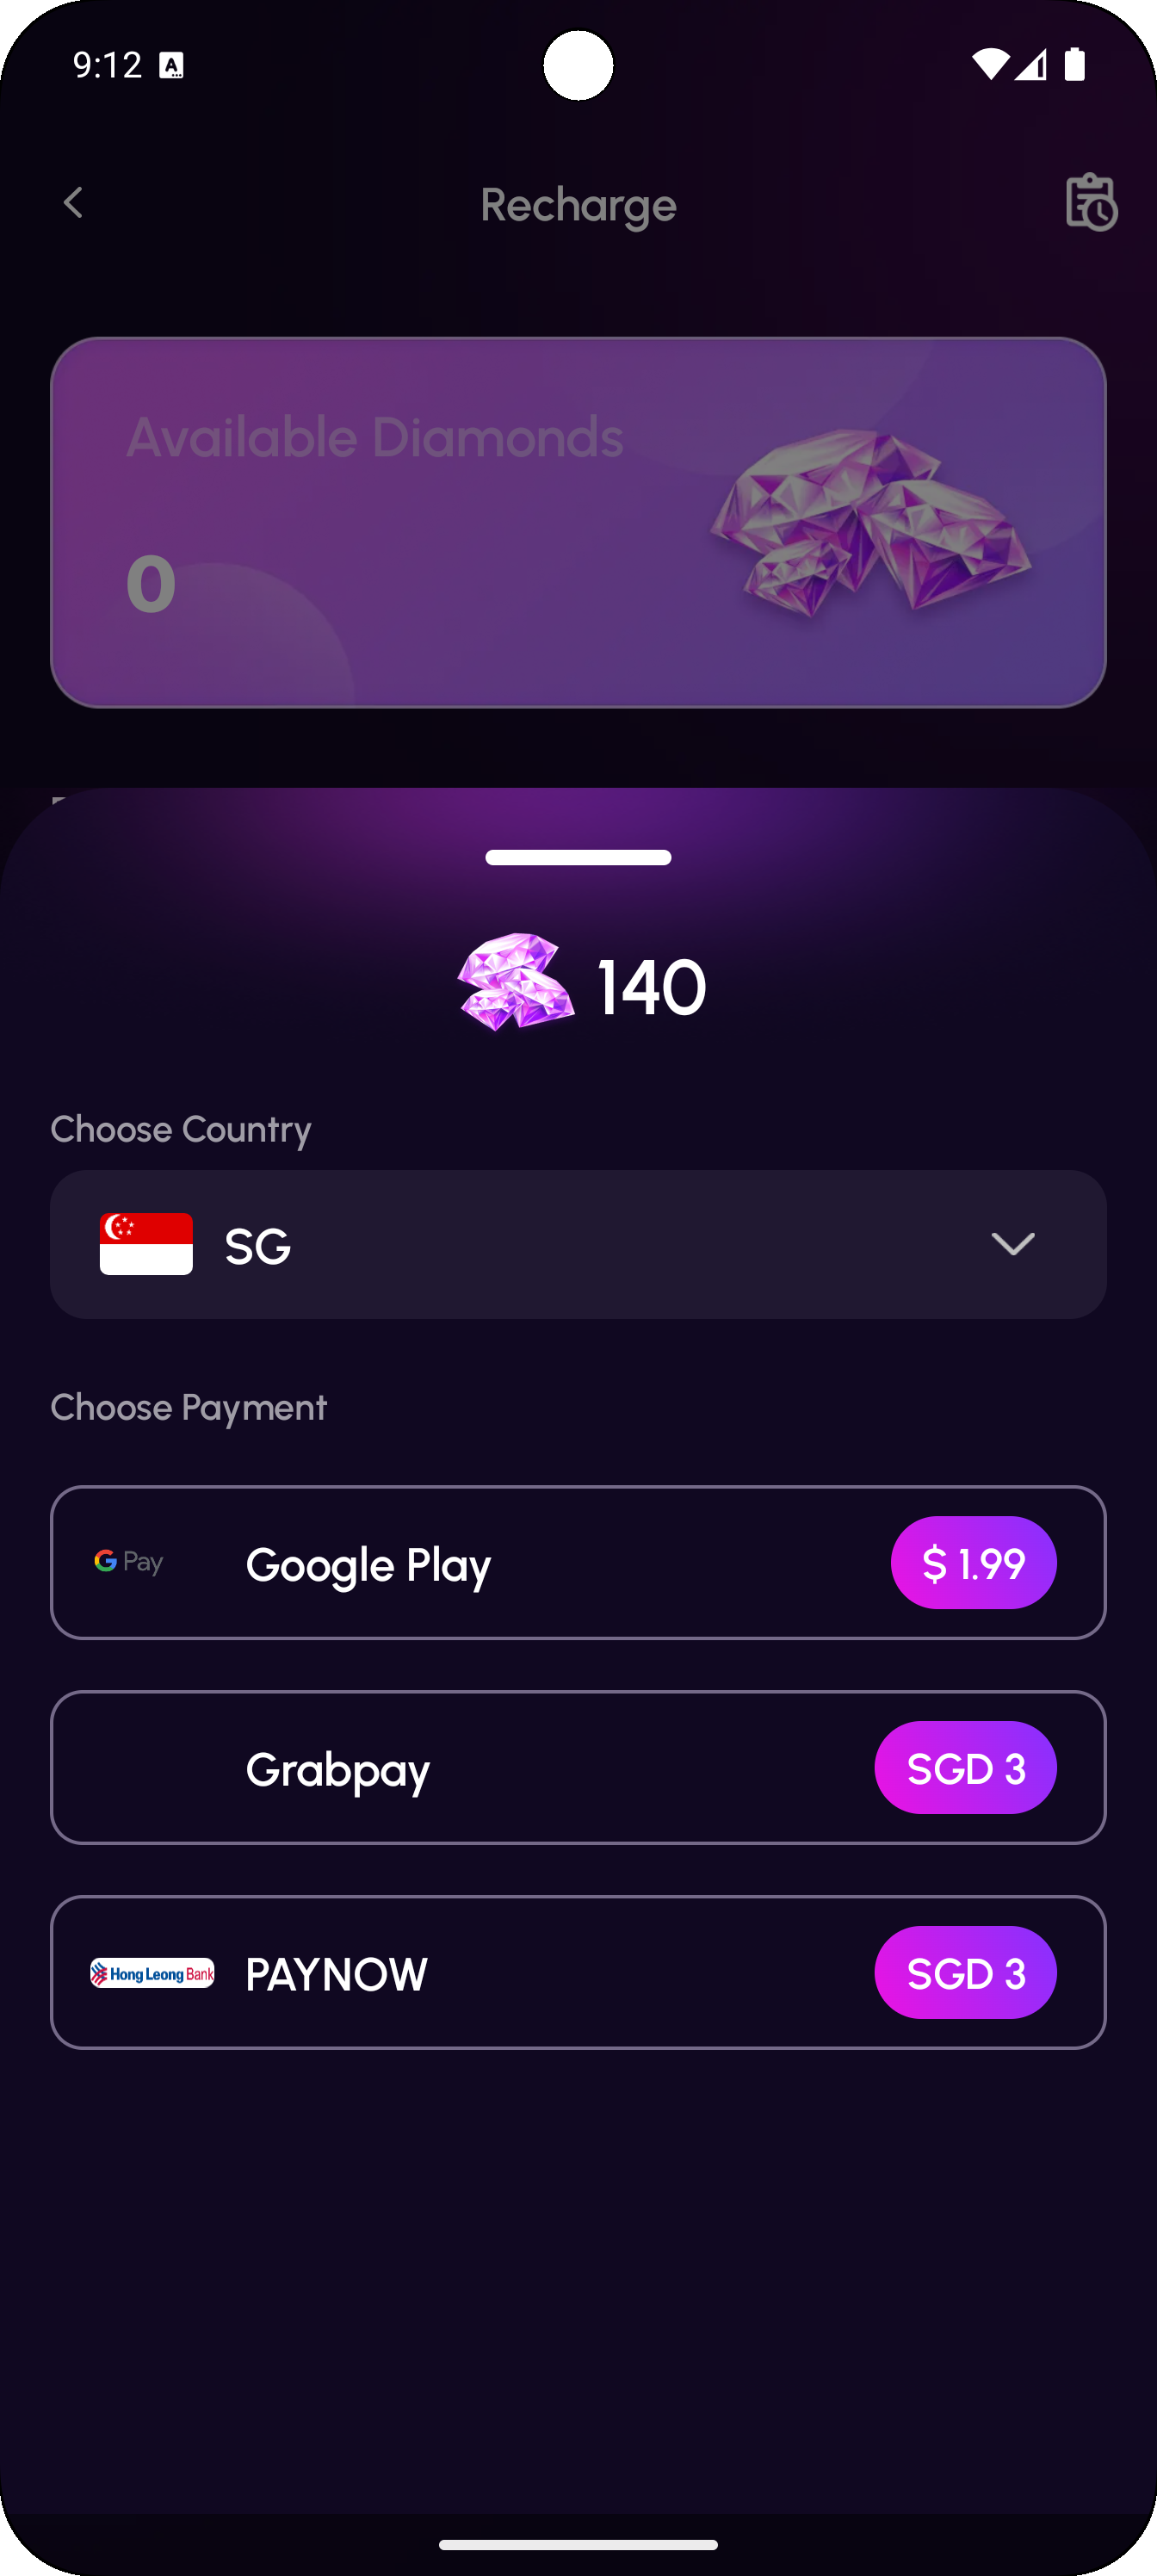 9:12
Recharge
Available Diamonds
0
140
Choose Country
SG
Choose Payment
G Pay
Google Play
$ 1.99
Grabpay
SGD 3
Hong Leong Bank
PAYNOW
SGD 3